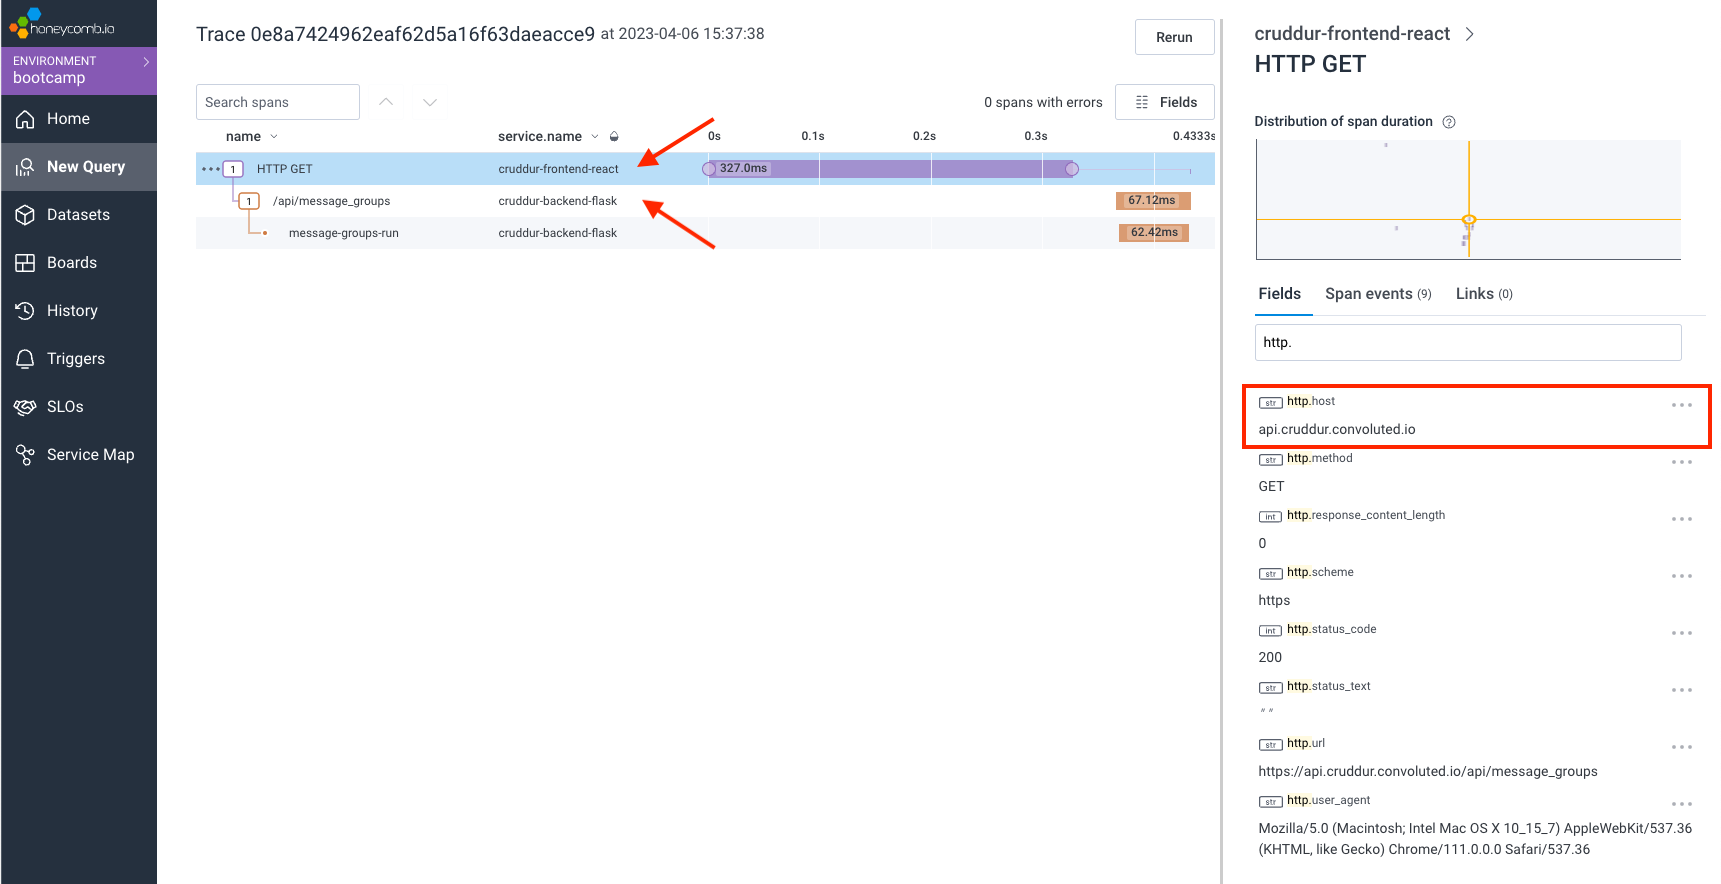 honeycomb.io
ENVIRONMENT
bootcamp
Home
New Query
Datasets
Boards
History
Triggers
SLOs
Service Map
Trace 0e8a7424962eaf62d5a16f63daeacce9 at 2023-04-06 15:37:38
Rerun
Search spans
0 spans with errors
Fields
name service.name 0s 0.1s 0.2s 0.3s 0.4333s
1 HTTP GET cruddur-frontend-react 327.0ms
1 /api/message_groups cruddur-backend-flask 67.12ms
message-groups-run cruddur-backend-flask 62.42ms
cruddur-frontend-react
HTTP GET
Distribution of span duration ?
Fields Span events (9) Links (0)
http.
str http.host
api.cruddur.convoluted.io
str http.method
GET
int http.response_content_length
0
str http.scheme
https
int http.status_code
200
str http.status_text
""
str http.url
https://api.cruddur.convoluted.io/api/message_groups
str http.user_agent
Mozilla/5.0 (Macintosh; Intel Mac OS X 10_15_7) AppleWebKit/537.36
(KHTML, like Gecko) Chrome/111.0.0.0 Safari/537.36